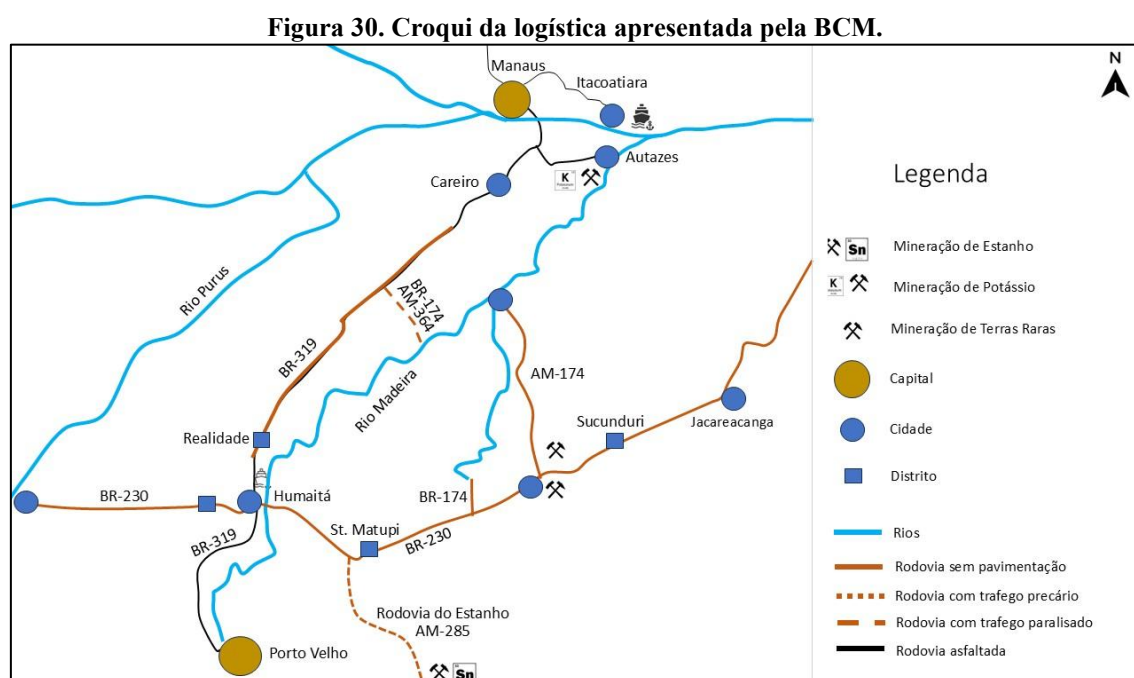 Figura 30. Croqui da logística apresentada pela BCM.
Manaus
Itacoatiara
N
Autazes
K
Careiro
Rio Purus
BR-174
AM-364
BR-319
Rio Madeira
AM-174
Sucunduri
Jacareacanga
Realidade
BR-230
Humaitá
BR-174
St. Matupi
BR-230
BR-319
Rodovia do Estanho
AM-285
Porto Velho
Sn
Legenda
Sn
Mineração de Estanho
K
Mineração de Potássio
Mineração de Terras Raras
Capital
Cidade
Distrito
Rios
Rodovia sem pavimentação
Rodovia com trafego precário
Rodovia com trafego paralisado
Rodovia asfaltada